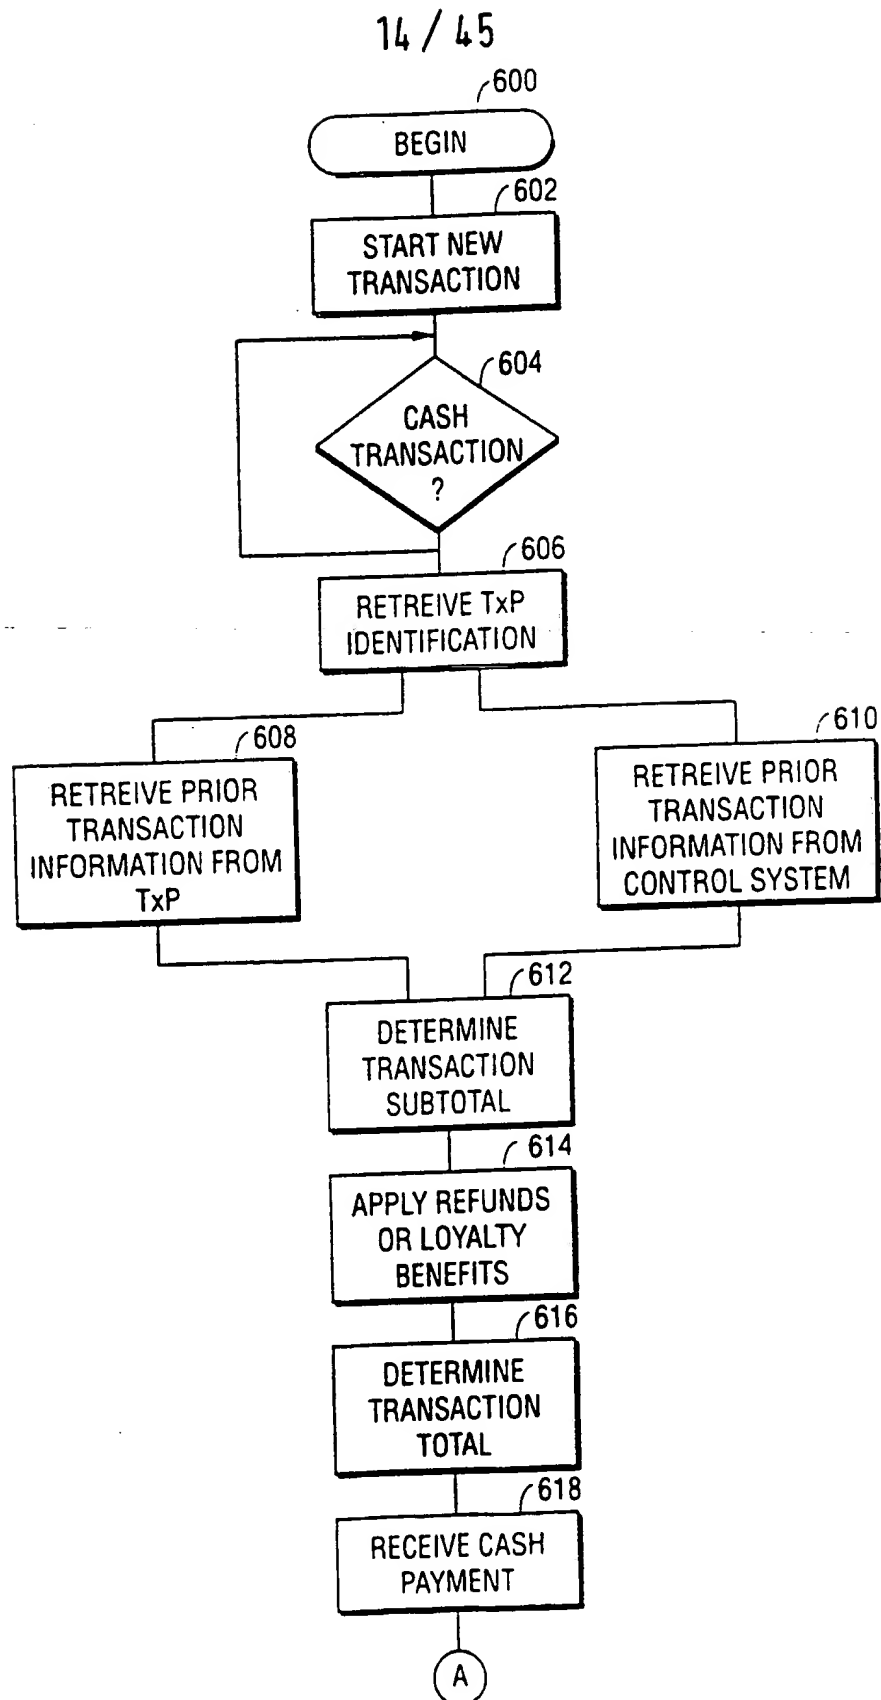 14 / 45
600
BEGIN
602
START NEW
TRANSACTION
604
CASH
TRANSACTION
?
606
RETREIVE TxP
IDENTIFICATION
608
RETREIVE PRIOR
TRANSACTION
INFORMATION FROM
TxP
610
RETREIVE PRIOR
TRANSACTION
INFORMATION FROM
CONTROL SYSTEM
612
DETERMINE
TRANSACTION
SUBTOTAL
614
APPLY REFUNDS
OR LOYALTY
BENEFITS
616
DETERMINE
TRANSACTION
TOTAL
618
RECEIVE CASH
PAYMENT
A